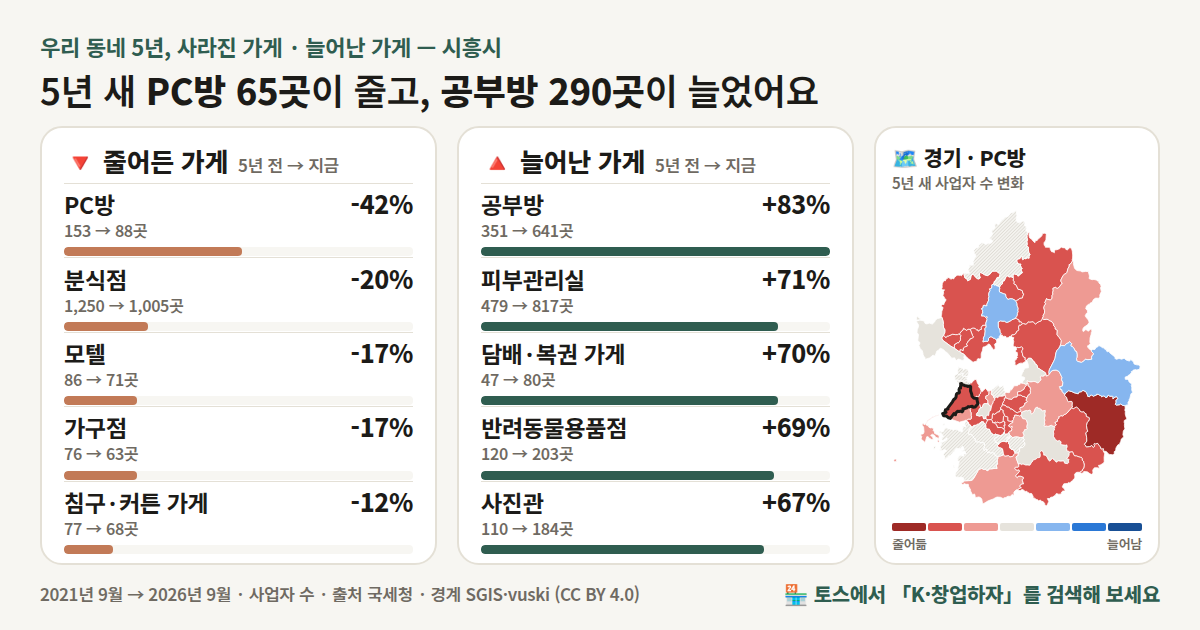 우리 동네 5년, 사라진 가게 · 늘어난 가게 — 시흥시
5년 새 PC방 65곳이 줄고, 공부방 290곳이 늘었어요
줄어든 가게 5년 전 → 지금
PC방 -42%
153 → 88곳
분식점 -20%
1,250 → 1,005곳
모텔 -17%
86 → 71곳
가구점 -17%
76 → 63곳
침구·커튼 가게 -12%
77 → 68곳
늘어난 가게 5년 전 → 지금
공부방 +83%
351 → 641곳
피부관리실 +71%
479 → 817곳
담배·복권 가게 +70%
47 → 80곳
반려동물용품점 +69%
120 → 203곳
사진관 +67%
110 → 184곳
경기 · PC방
5년 새 사업자 수 변화
줄어듦 늘어남
2021년 9월 → 2026년 9월 · 사업자 수 · 출처 국세청 · 경계 SGIS·vuski (CC BY 4.0)
24 토스에서 「K·창업하자」를 검색해 보세요